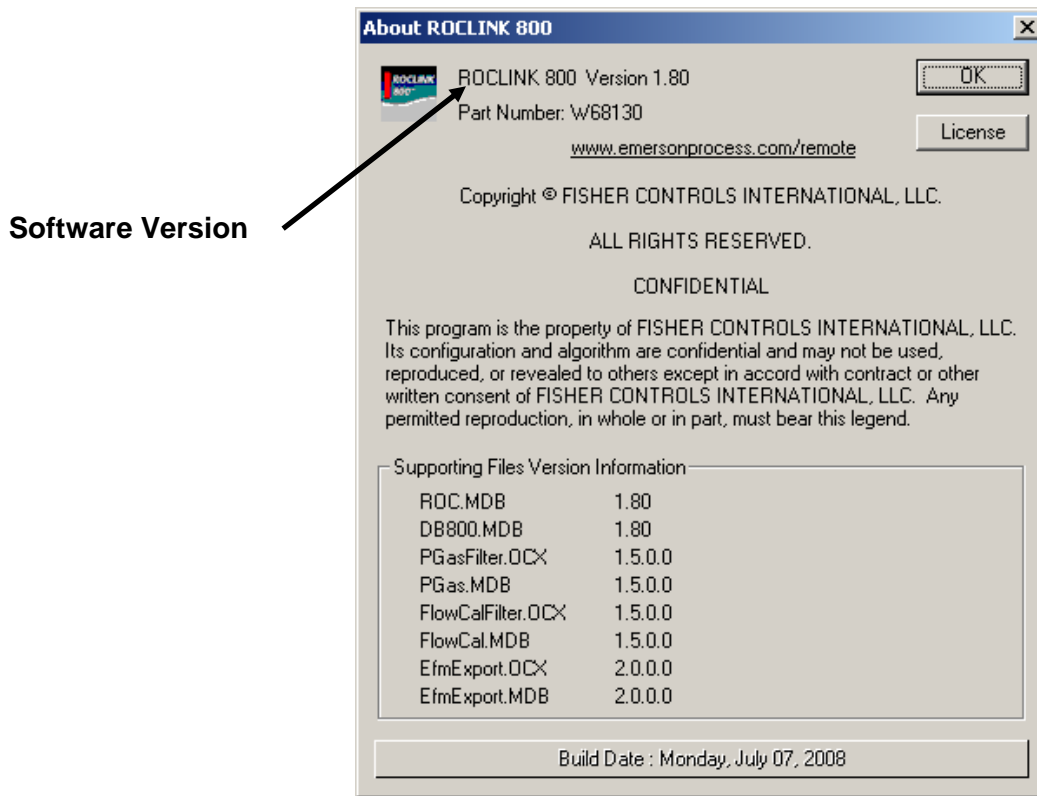 About ROCLINK 800
ROCLINK 800™
ROCLINK 800 Version 1.80
OK
Part Number: W68130
License
www.emersonprocess.com/remote
Copyright © FISHER CONTROLS INTERNATIONAL, LLC.
Software Version
ALL RIGHTS RESERVED.
CONFIDENTIAL
This program is the property of FISHER CONTROLS INTERNATIONAL, LLC.
Its configuration and algorithm are confidential and may not be used,
reproduced, or revealed to others except in accord with contract or other
written consent of FISHER CONTROLS INTERNATIONAL, LLC. Any
permitted reproduction, in whole or in part, must bear this legend.
Supporting Files Version Information
ROC.MDB 1.80
DB800.MDB 1.80
PGasFilter.OCX 1.5.0.0
PGas.MDB 1.5.0.0
FlowCalFilter.OCX 1.5.0.0
FlowCal.MDB 1.5.0.0
EfmExport.OCX 2.0.0.0
EfmExport.MDB 2.0.0.0
Build Date : Monday, July 07, 2008